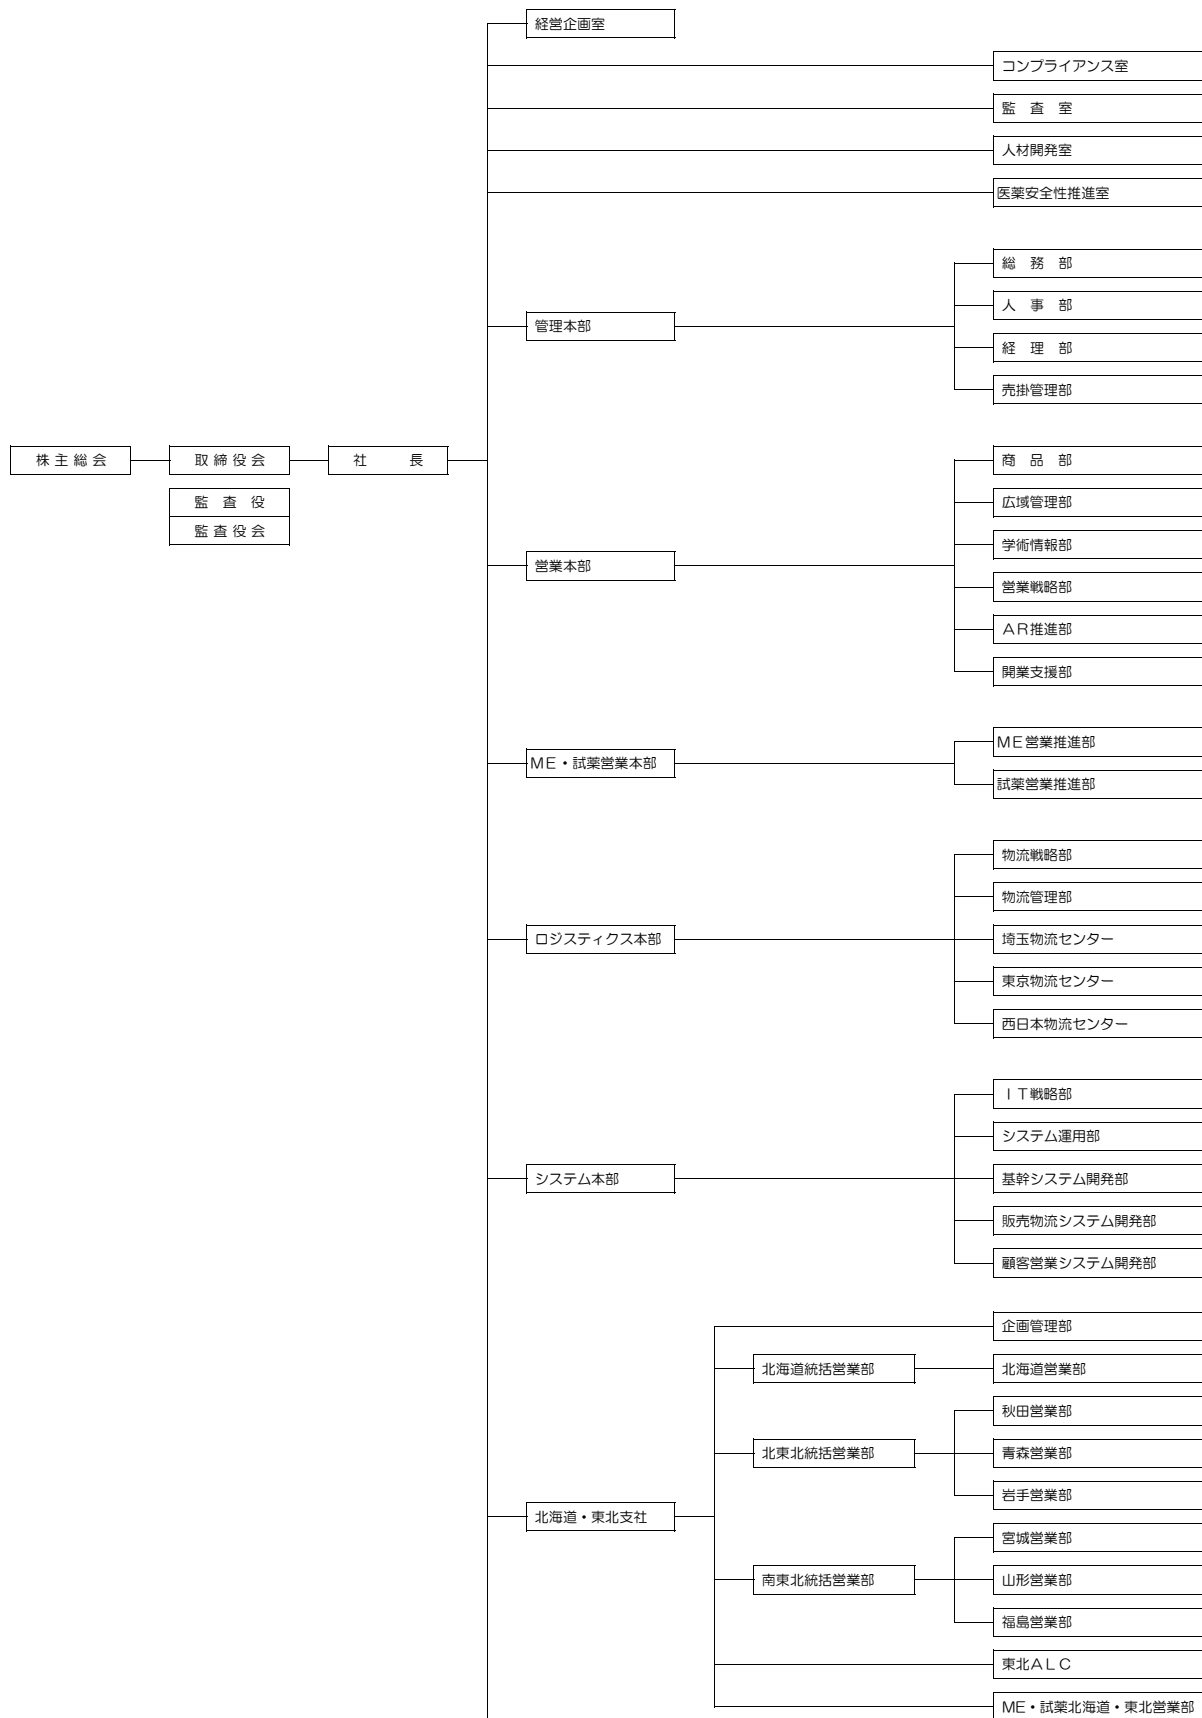 経営企画室
コンプライアンス室
監　査　室
人材開発室
医薬安全性推進室
総　務　部
人　事　部
管理本部
経　理　部
売掛管理部
株 主 総 会
取 締 役 会
社　　　長
監　査　役
監 査 役 会
商　品　部
広域管理部
学術情報部
営業本部
営業戦略部
ＡＲ推進部
開業支援部
ＭＥ営業推進部
ＭＥ・試薬営業本部
試薬営業推進部
物流戦略部
物流管理部
ロジスティクス本部
埼玉物流センター
東京物流センター
西日本物流センター
ＩＴ戦略部
システム運用部
システム本部
基幹システム開発部
販売物流システム開発部
顧客営業システム開発部
企画管理部
北海道統括営業部
北海道営業部
秋田営業部
北東北統括営業部
青森営業部
岩手営業部
北海道・東北支社
宮城営業部
南東北統括営業部
山形営業部
福島営業部
東北ＡＬＣ
ＭＥ・試薬北海道・東北営業部